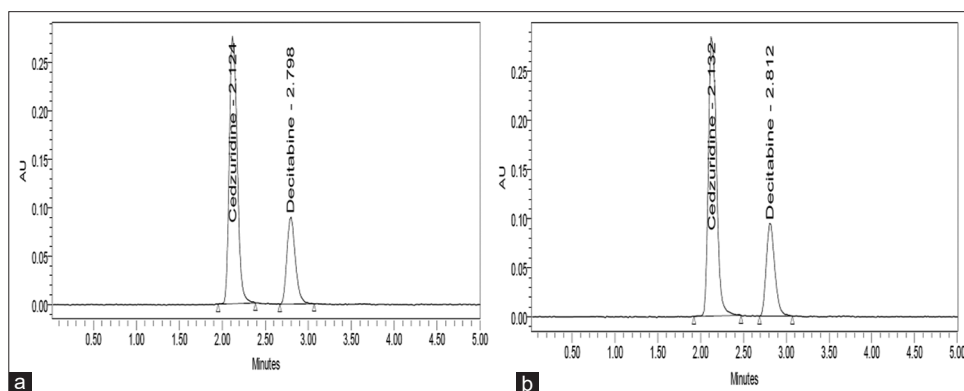 0.25
0.20
0.15
0.10
0.05
0.00
AU
Cedzuridine - 2.124
Decitabine - 2.798
0.50 1.00 1.50 2.00 2.50 3.00 3.50 4.00 4.50 5.00
Minutes
a
0.25
0.20
0.15
0.10
0.05
0.00
AU
Cedzuridine - 2.132
Decitabine - 2.812
0.50 1.00 1.50 2.00 2.50 3.00 3.50 4.00 4.50 5.00
Minutes
b